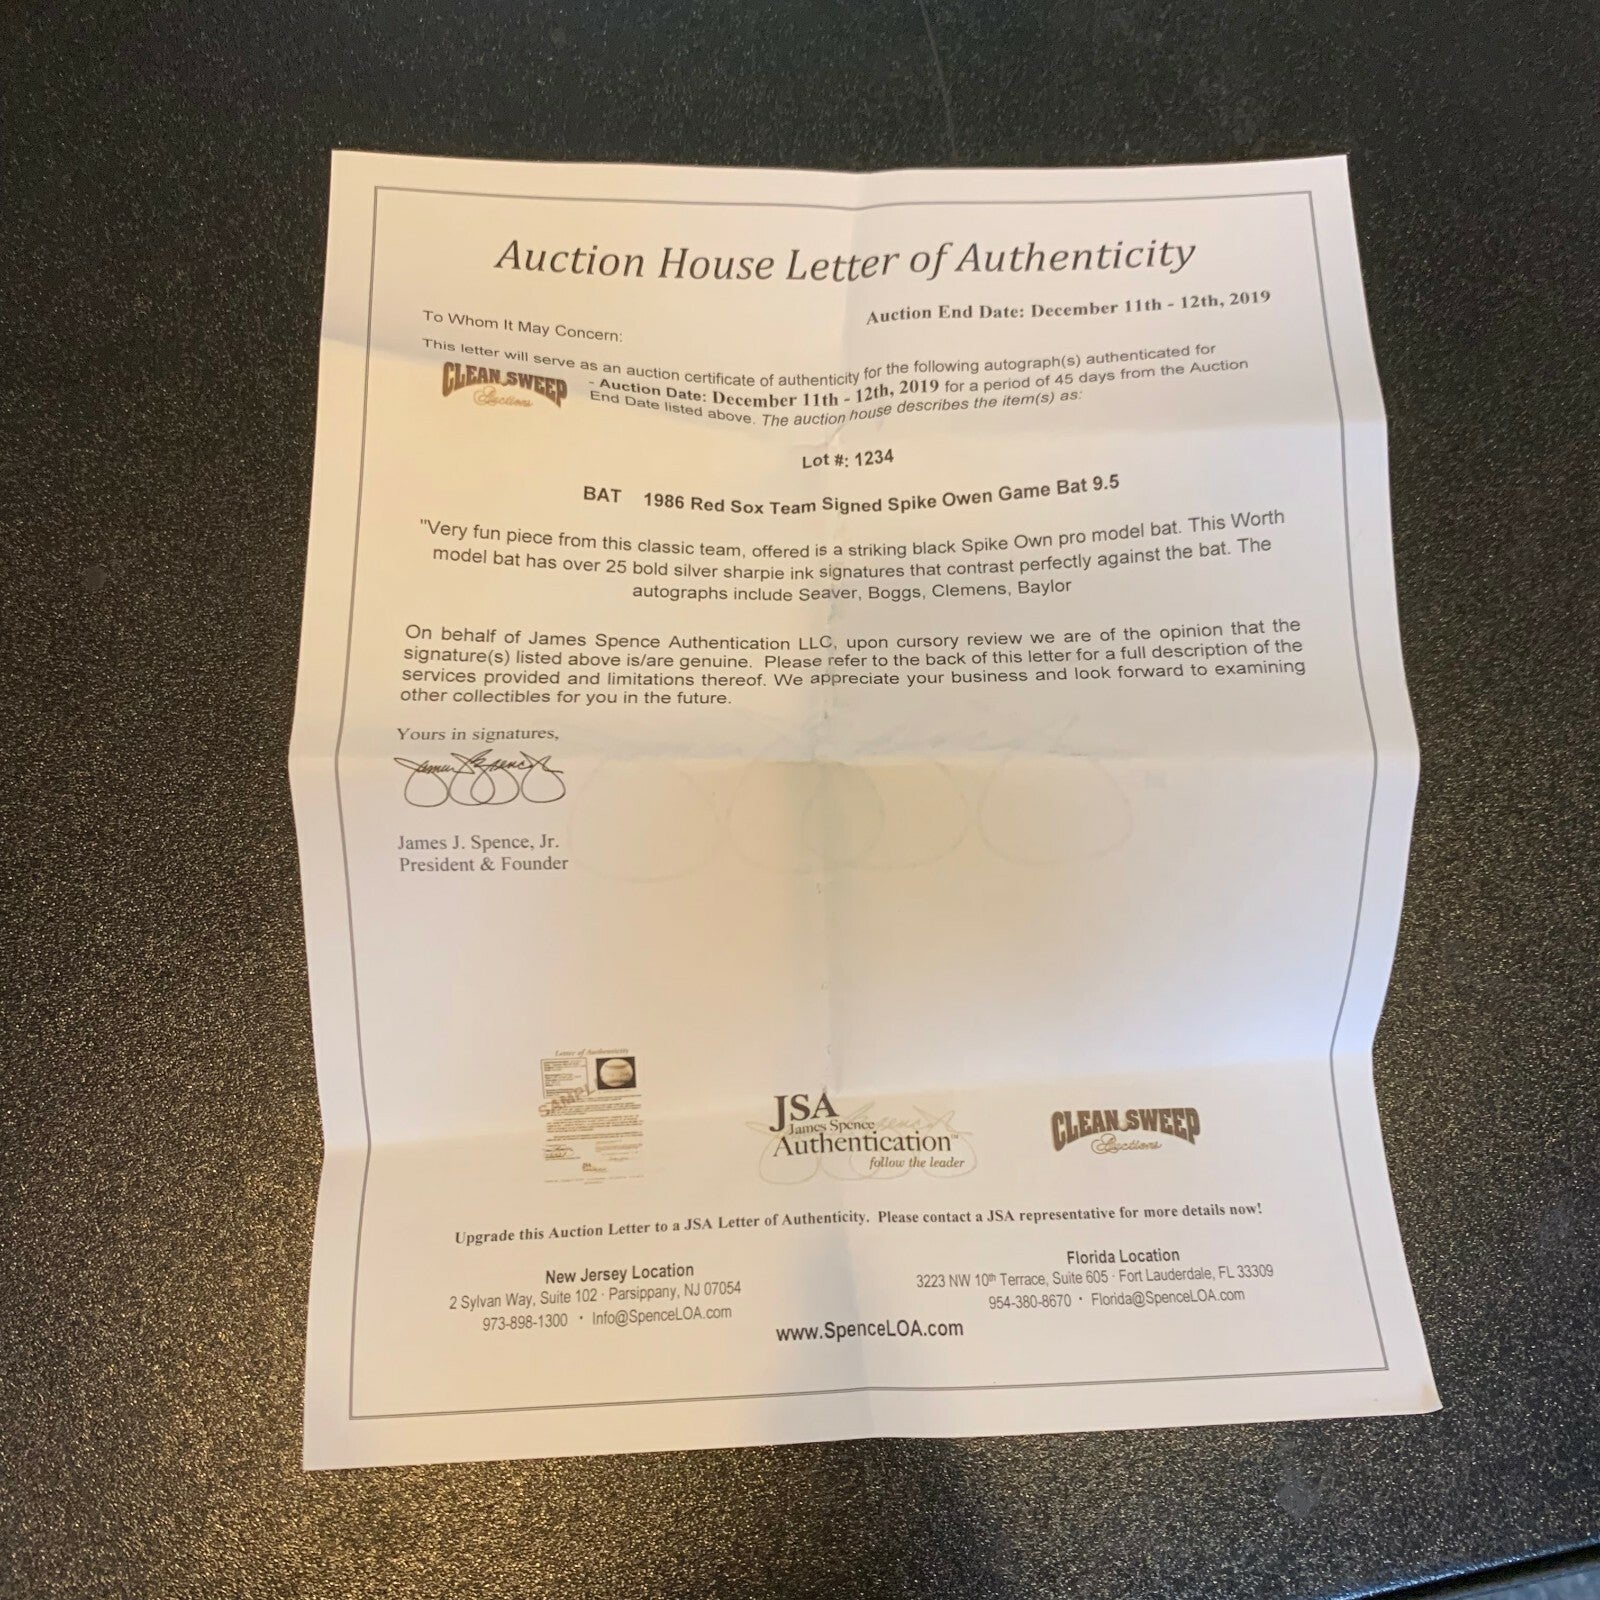 Auction House Letter of Authenticity
Auction End Date: December 11th - 12th, 2019
To Whom It May Concern:
This letter will serve as an auction certificate of authenticity for the following autograph(s) authenticated for
CLEAN SWEEP Auctions - Auction Date: December 11th - 12th, 2019 for a period of 45 days from the Auction
End Date listed above. The auction house describes the item(s) as:
Lot #: 1234
BAT 1986 Red Sox Team Signed Spike Owen Game Bat 9.5
"Very fun piece from this classic team, offered is a striking black Spike Own pro model bat. This Worth
model bat has over 25 bold silver sharpie ink signatures that contrast perfectly against the bat. The
autographs include Seaver, Boggs, Clemens, Baylor
On behalf of James Spence Authentication LLC, upon cursory review we are of the opinion that the
signature(s) listed above is/are genuine. Please refer to the back of this letter for a full description of the
services provided and limitations thereof. We appreciate your business and look forward to examining
other collectibles for you in the future.
Yours in signatures,
James Spence
James J. Spence, Jr.
President & Founder
Letter of Authenticity
SAMPLE
JSA
James Spence
Authentication™
follow the leader
CLEAN SWEEP
Auctions
Upgrade this Auction Letter to a JSA Letter of Authenticity. Please contact a JSA representative for more details now!
New Jersey Location
2 Sylvan Way, Suite 102 · Parsippany, NJ 07054
973-898-1300 · Info@SpenceLOA.com
Florida Location
3223 NW 10th Terrace, Suite 605 · Fort Lauderdale, FL 33309
954-380-8670 · Florida@SpenceLOA.com
www.SpenceLOA.com